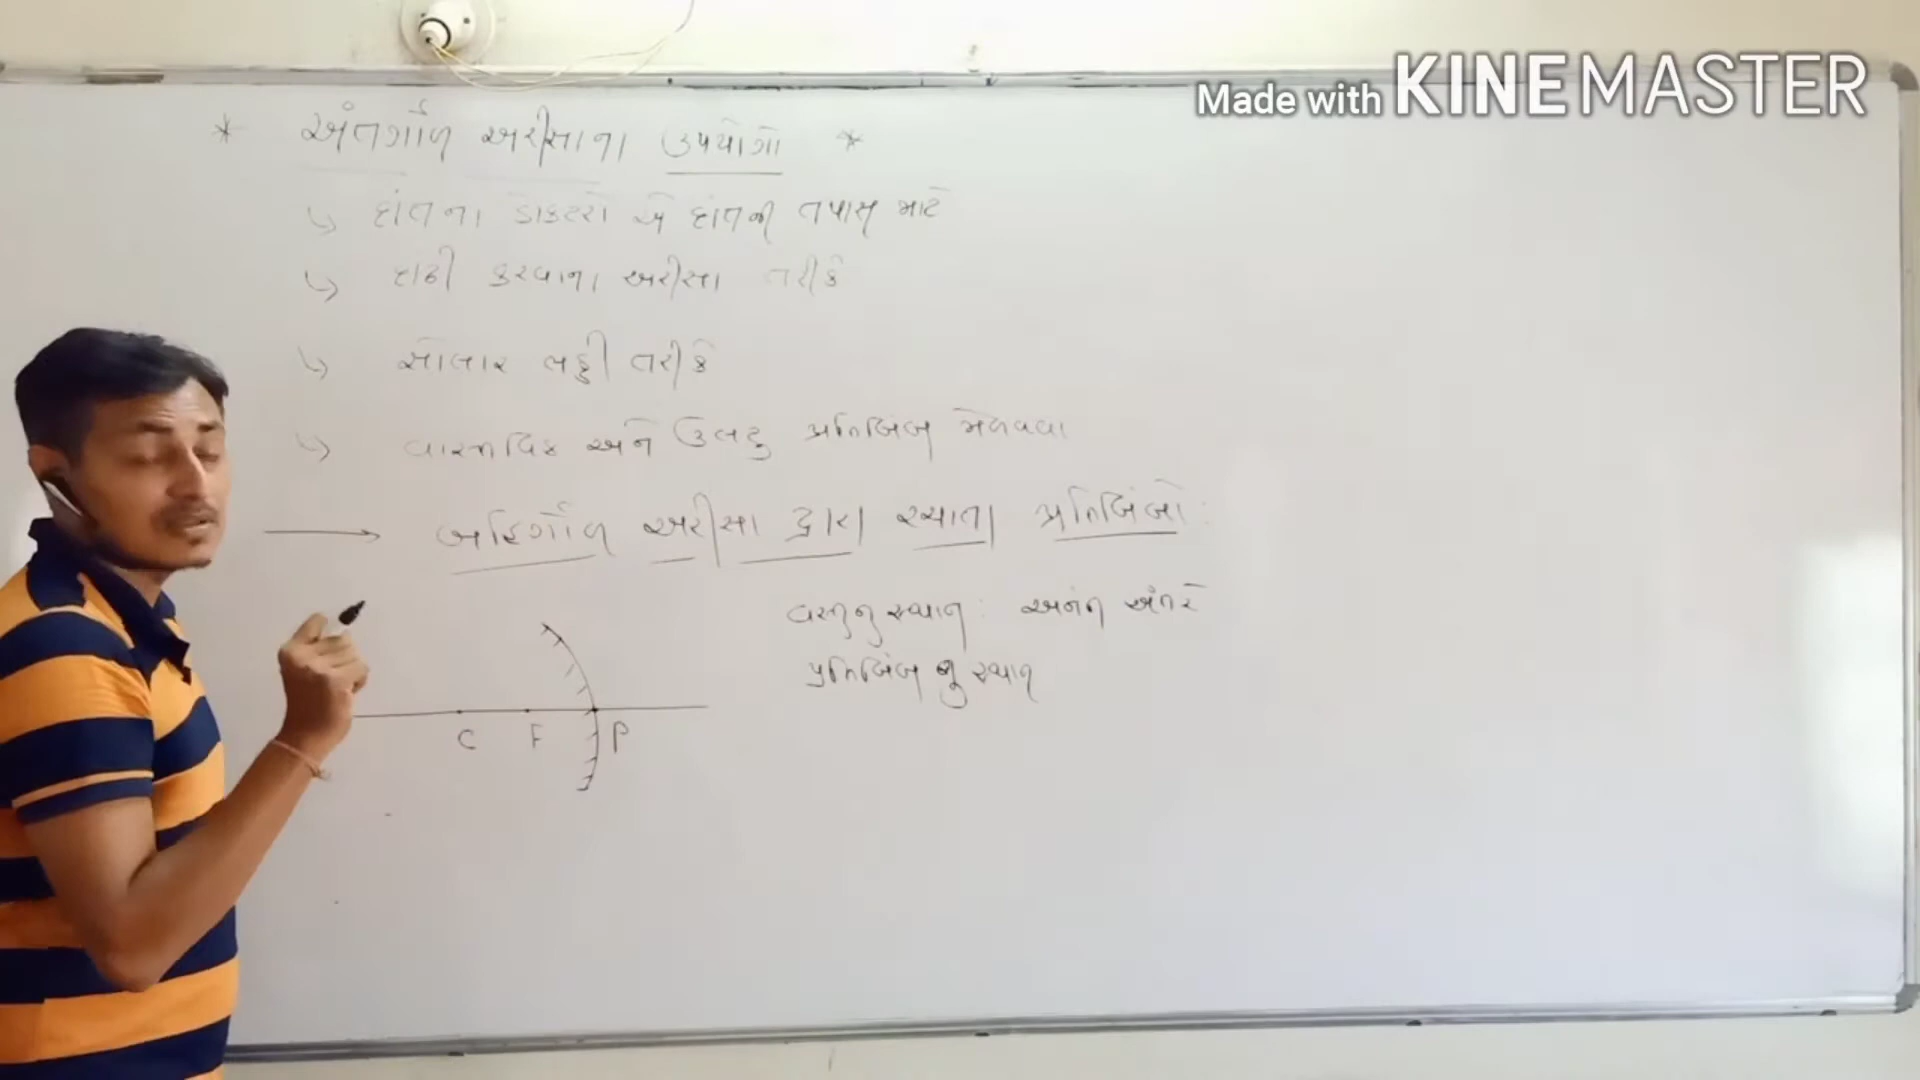 Made with KINEMASTER
* અંતર્ગોળ અરીસાના ઉપયોગો *
↳ દાંતના ડોકટરો એ દાંતની તપાસ માટે
↳ દાઢી કરવાના અરીસા તરીકે
↳ સોલાર ભઠ્ઠી તરીકે
↳ વાસ્તવિક અને ઉલટુ પ્રતિબિંબ મેળવવા
→ બહિર્ગોળ અરીસા દ્વારા રચાતા પ્રતિબિંબો :
વસ્તુનુ સ્થાન : અનંત અંતરે
પ્રતિબિંબ નુ સ્થાન
C F P